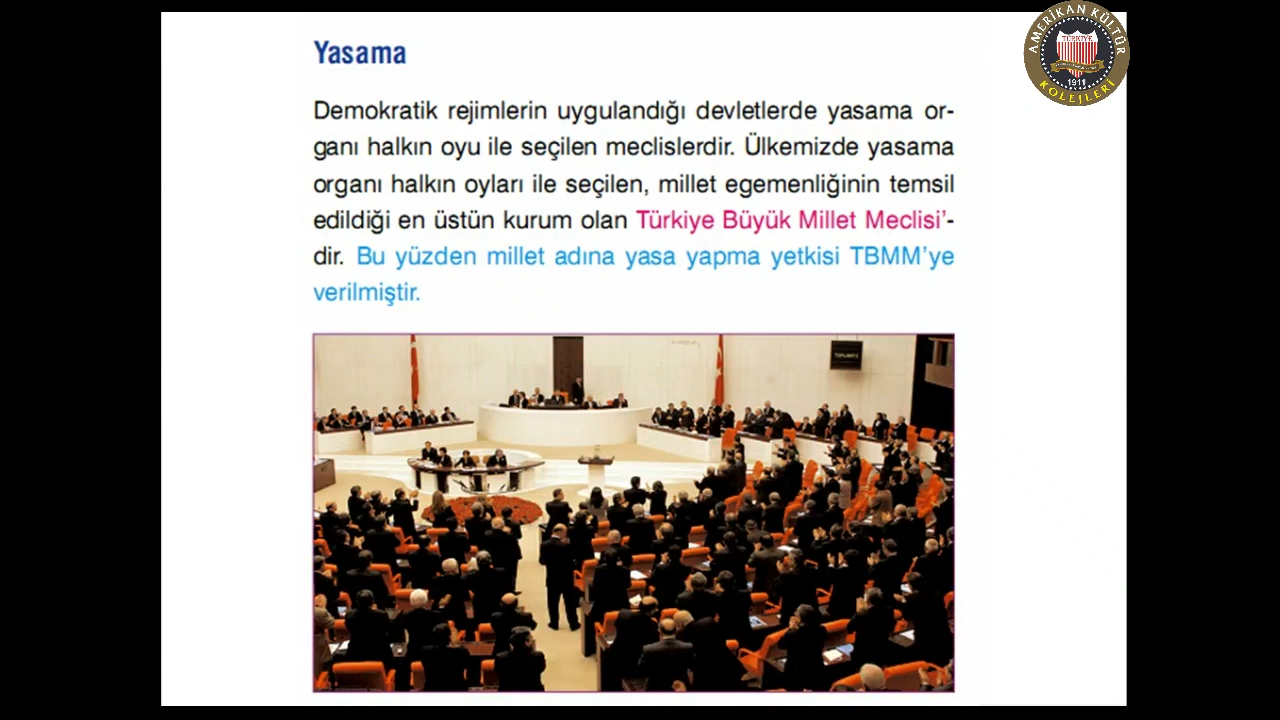 Yasama
Demokratik rejimlerin uygulandığı devletlerde yasama or-
ganı halkın oyu ile seçilen meclislerdir. Ülkemizde yasama
organı halkın oyları ile seçilen, millet egemenliğinin temsil
edildiği en üstün kurum olan Türkiye Büyük Millet Meclisi'-
dir. Bu yüzden millet adına yasa yapma yetkisi TBMM'ye
verilmiştir.
AMERİKAN KÜLTÜR
TÜRKİYE
1911
KOLEJLERİ